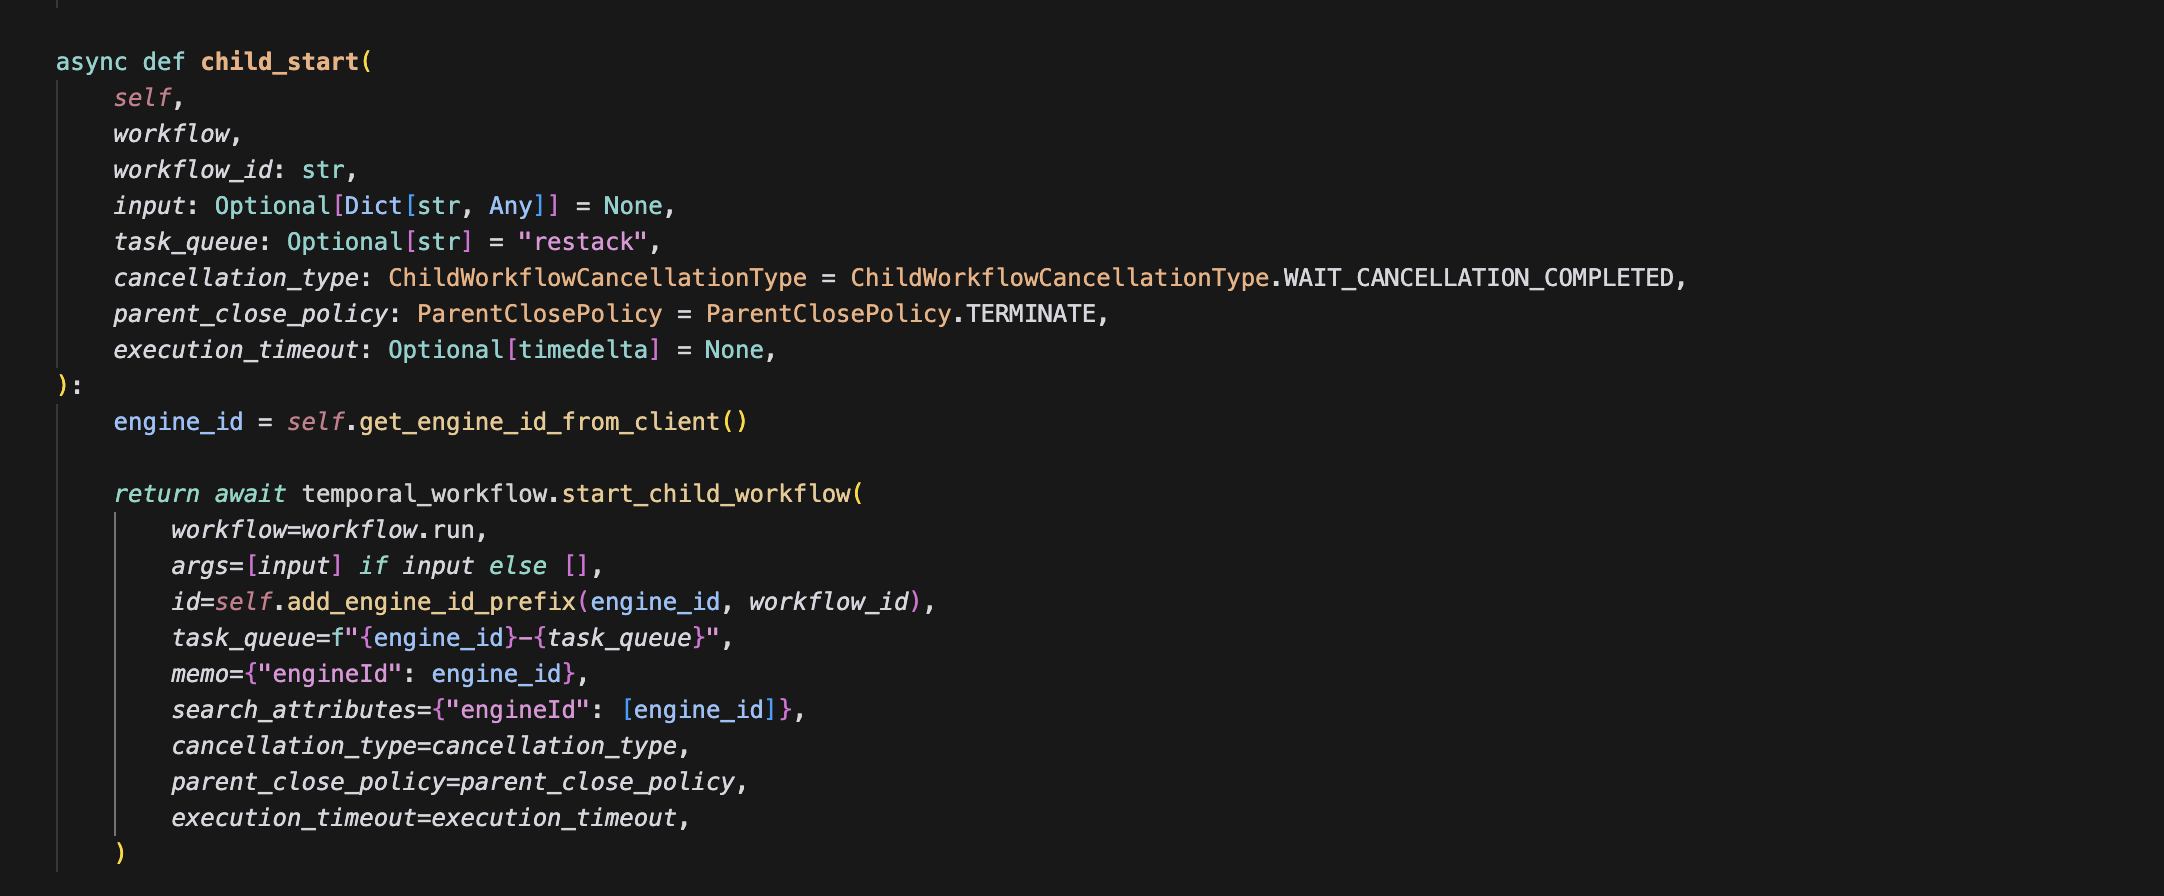 async def child_start(
    self,
    workflow,
    workflow_id: str,
    input: Optional[Dict[str, Any]] = None,
    task_queue: Optional[str] = "restack",
    cancellation_type: ChildWorkflowCancellationType = ChildWorkflowCancellationType.WAIT_CANCELLATION_COMPLETED,
    parent_close_policy: ParentClosePolicy = ParentClosePolicy.TERMINATE,
    execution_timeout: Optional[timedelta] = None,
):
    engine_id = self.get_engine_id_from_client()

    return await temporal_workflow.start_child_workflow(
        workflow=workflow.run,
        args=[input] if input else [],
        id=self.add_engine_id_prefix(engine_id, workflow_id),
        task_queue=f"{engine_id}-{task_queue}",
        memo={"engineId": engine_id},
        search_attributes={"engineId": [engine_id]},
        cancellation_type=cancellation_type,
        parent_close_policy=parent_close_policy,
        execution_timeout=execution_timeout,
    )